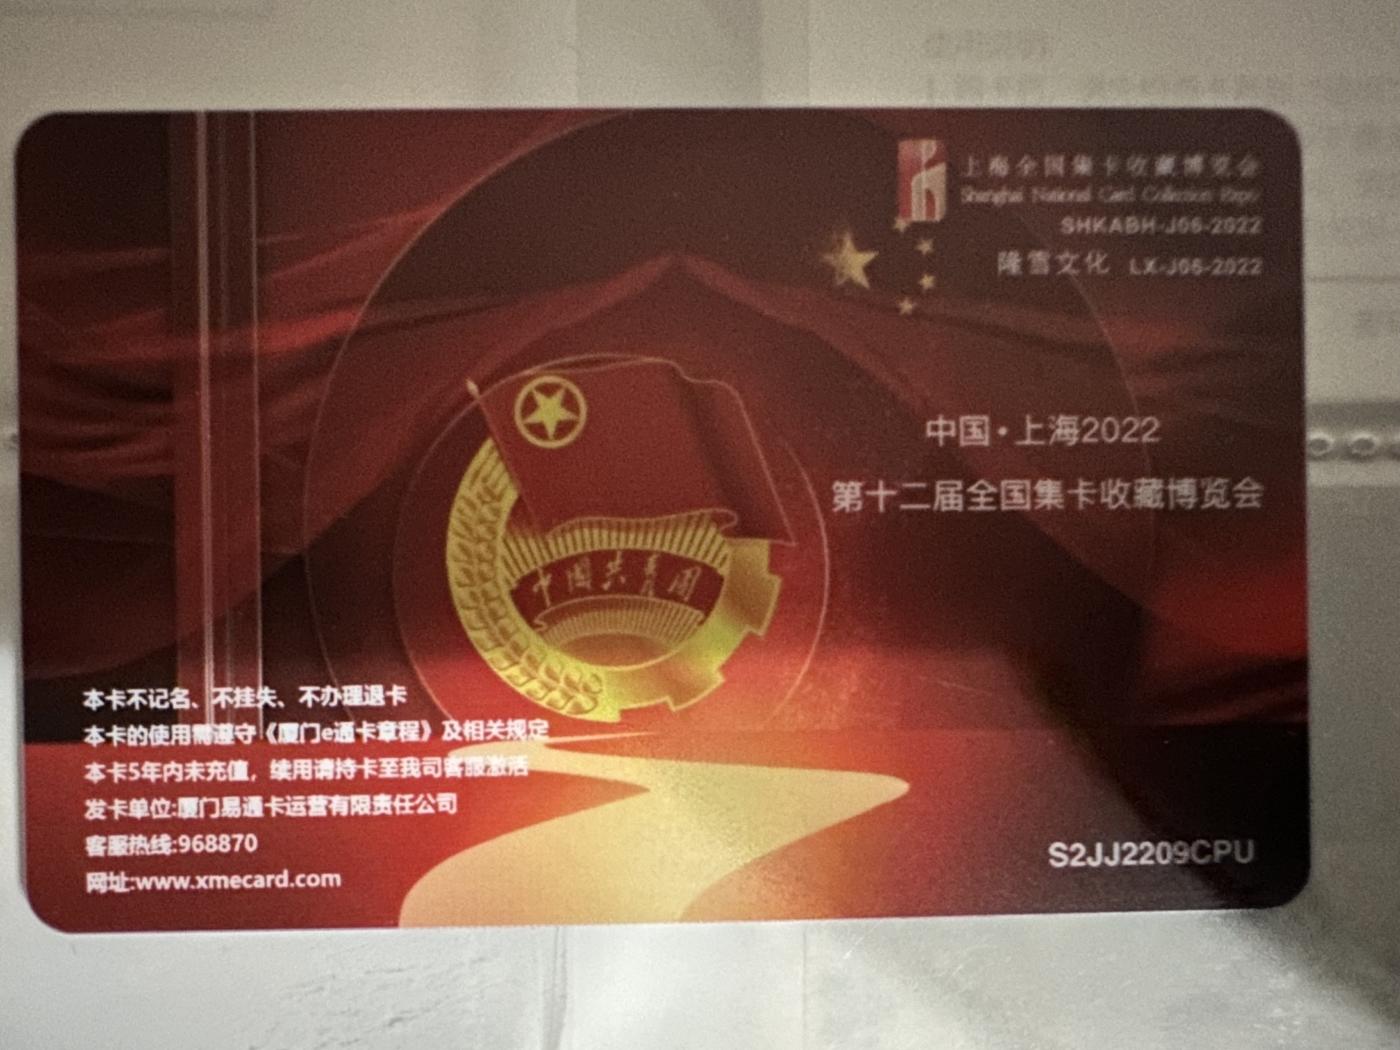 上海全国集卡收藏博览会
Shanghai National Card Collection Expo
SHKABH-J06-2022
隆雪文化 LX-J06-2022
中国·上海2022
第十二届全国集卡收藏博览会
中国共青团
本卡不记名、不挂失、不办理退卡
本卡的使用需遵守《厦门e通卡章程》及相关规定
本卡5年内未充值，续用请持卡至我司客服激活
发卡单位:厦门易通卡运营有限责任公司
客服热线:968870
网址:www.xmecard.com
S2JJ2209CPU